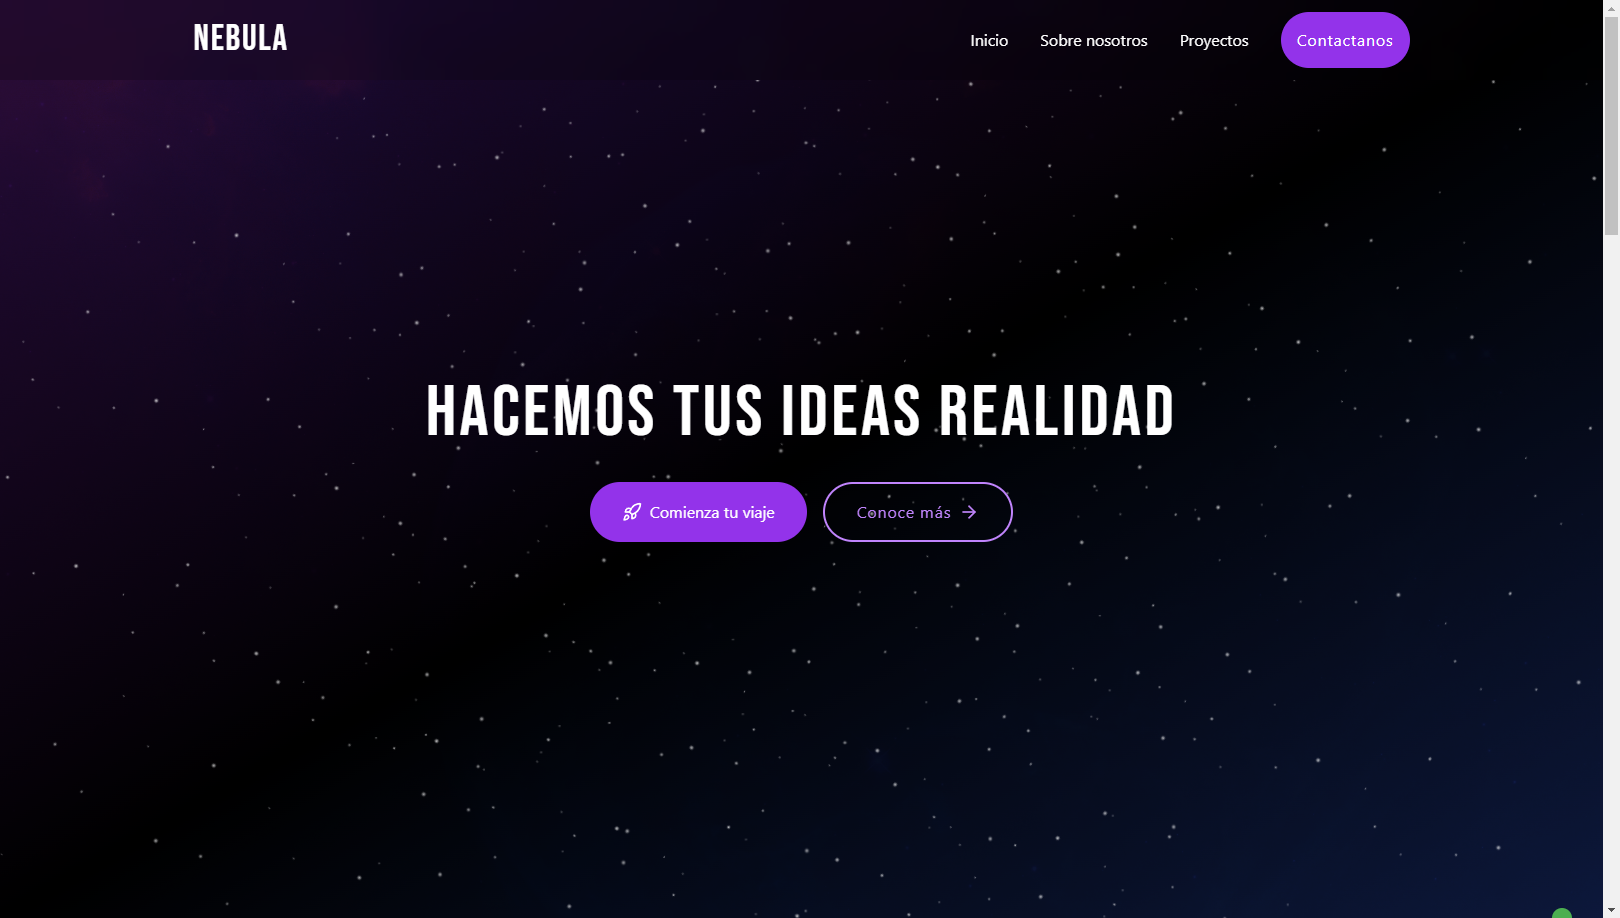 NEBULA
Inicio
Sobre nosotros
Proyectos
Contactanos
HACEMOS TUS IDEAS REALIDAD
Comienza tu viaje
Conoce más